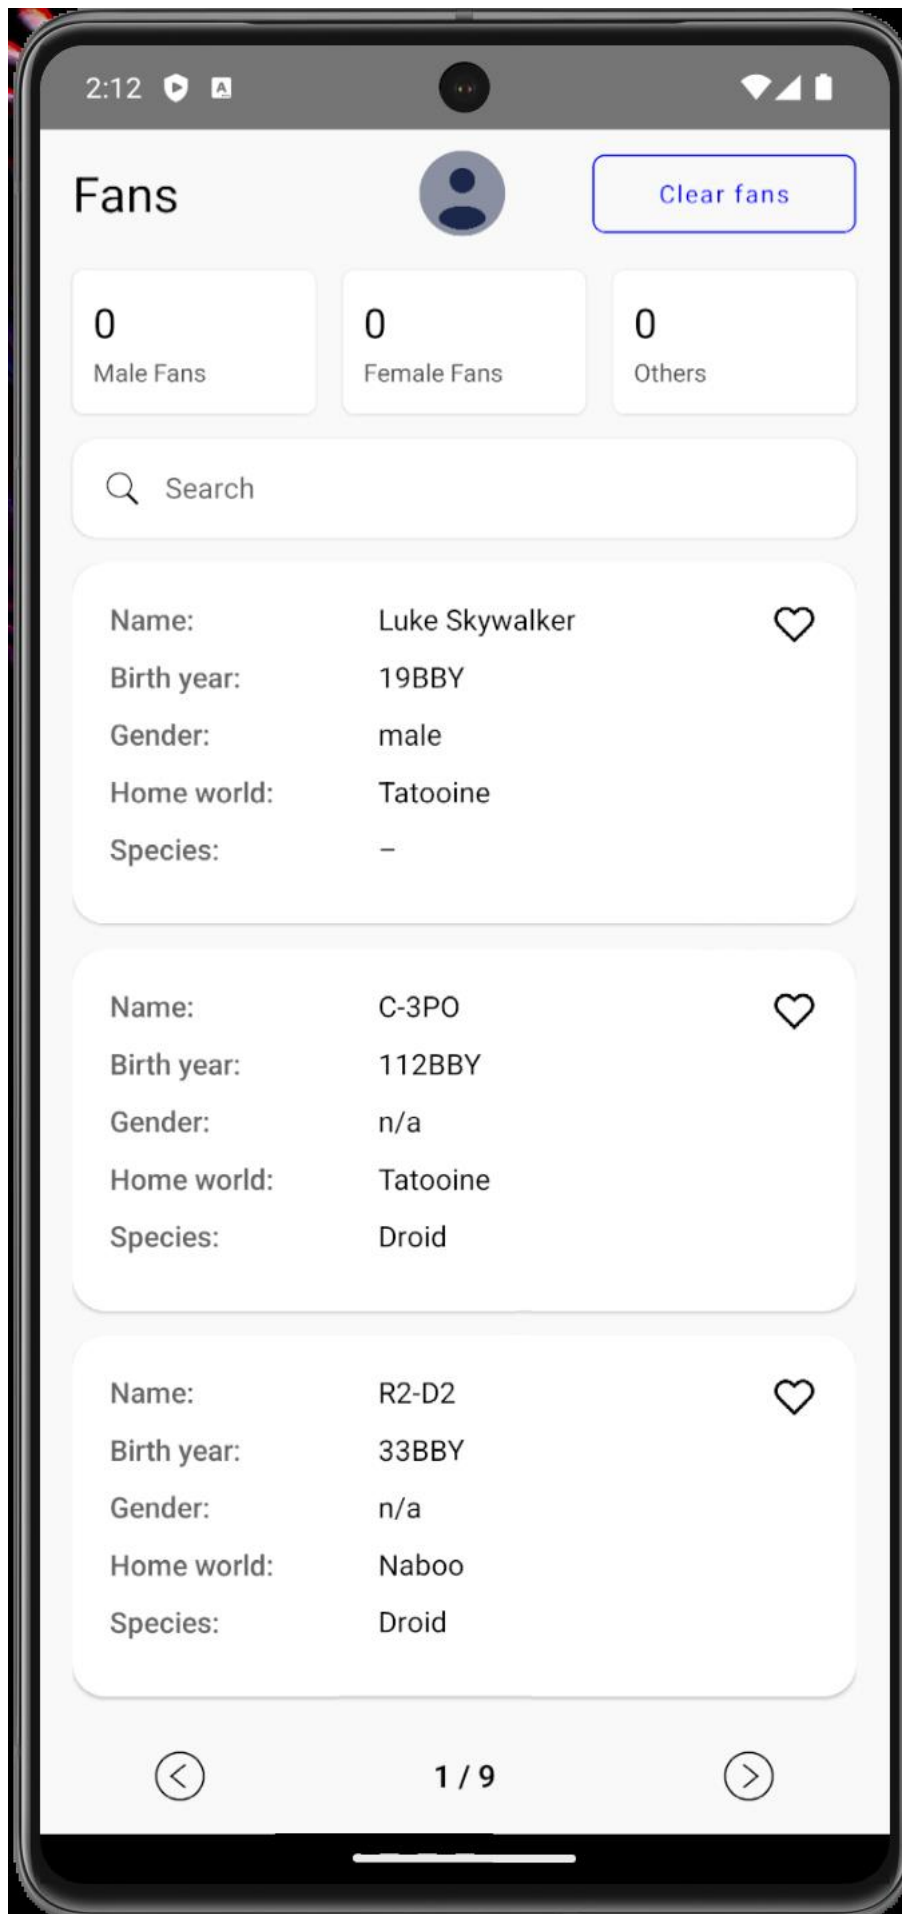 2:12
Fans
Clear fans
0
Male Fans
0
Female Fans
0
Others
Search
Name: Luke Skywalker
Birth year: 19BBY
Gender: male
Home world: Tatooine
Species: –
Name: C-3PO
Birth year: 112BBY
Gender: n/a
Home world: Tatooine
Species: Droid
Name: R2-D2
Birth year: 33BBY
Gender: n/a
Home world: Naboo
Species: Droid
1 / 9